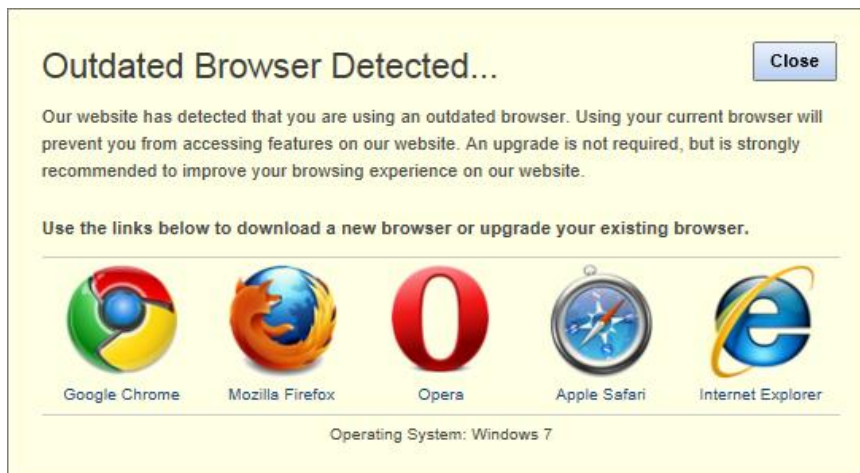 Outdated Browser Detected...
Close
Our website has detected that you are using an outdated browser. Using your current browser will
prevent you from accessing features on our website. An upgrade is not required, but is strongly
recommended to improve your browsing experience on our website.
Use the links below to download a new browser or upgrade your existing browser.
Google Chrome
Mozilla Firefox
Opera
Apple Safari
Internet Explorer
Operating System: Windows 7